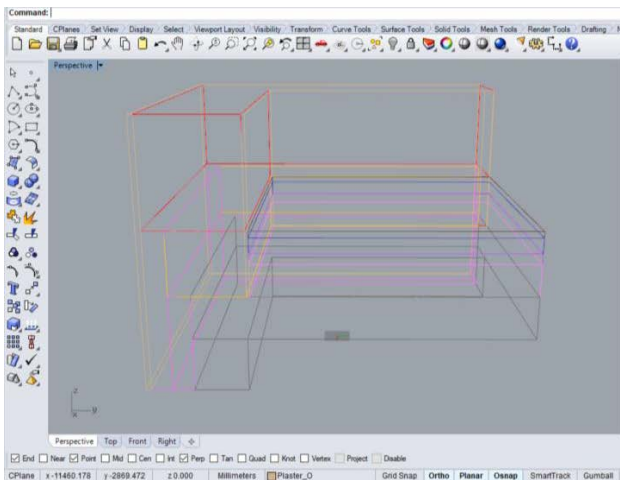 Command:
Standard CPlanes Set View Display Select Viewport Layout Visibility Transform Curve Tools Surface Tools Solid Tools Mesh Tools Render Tools Drafting
Perspective
z
x y
Perspective Top Front Right
End Near Point Mid Cen Int Perp Tan Quad Knot Vertex Project Disable
CPlane x -11460.178 y -2869.472 z 0.000 Millimeters Plaster_O Grid Snap Ortho Planar Osnap SmartTrack Gumball